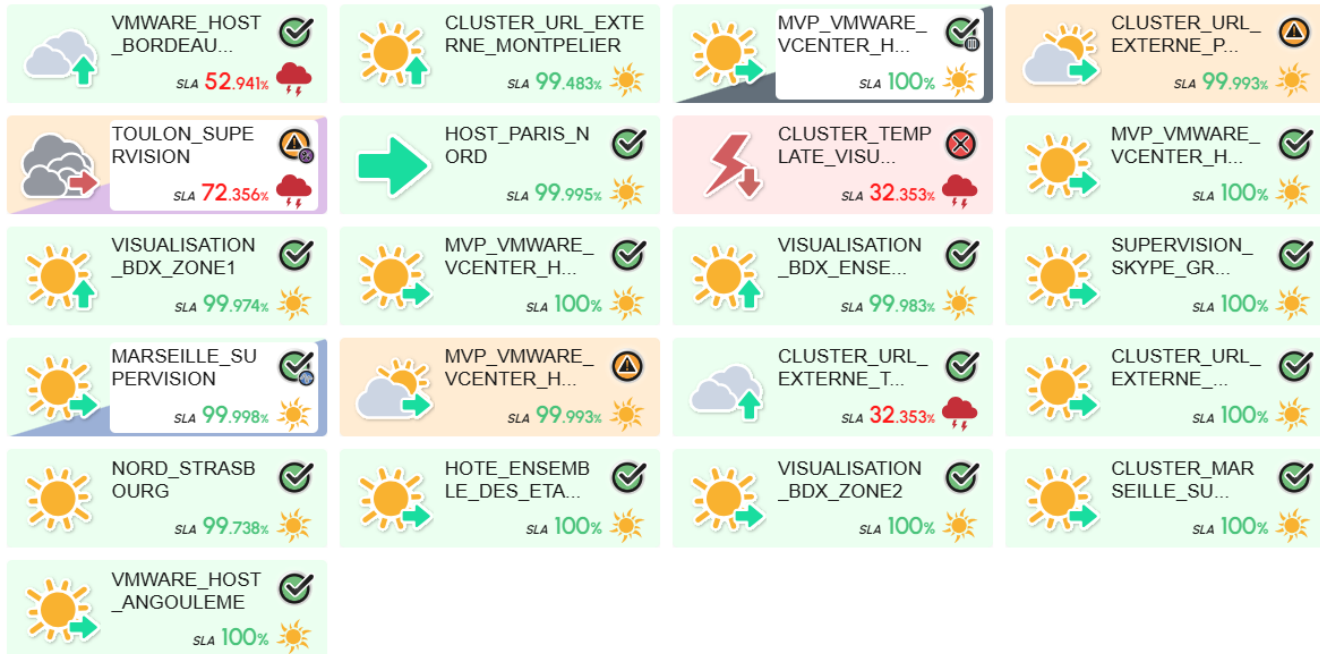 VMWARE_HOST
_BORDEAU...
SLA 52.941%
CLUSTER_URL_EXTE
RNE_MONTPELIER
SLA 99.483%
MVP_VMWARE_
VCENTER_H...
SLA 100%
CLUSTER_URL_
EXTERNE_P...
SLA 99.993%
TOULON_SUPE
RVISION
SLA 72.356%
HOST_PARIS_N
ORD
SLA 99.995%
CLUSTER_TEMP
LATE_VISU...
SLA 32.353%
MVP_VMWARE_
VCENTER_H...
SLA 100%
VISUALISATION
_BDX_ZONE1
SLA 99.974%
MVP_VMWARE_
VCENTER_H...
SLA 100%
VISUALISATION
_BDX_ENSE...
SLA 99.983%
SUPERVISION_
SKYPE_GR...
SLA 100%
MARSEILLE_SU
PERVISION
SLA 99.998%
MVP_VMWARE_
VCENTER_H...
SLA 99.993%
CLUSTER_URL_
EXTERNE_T...
SLA 32.353%
CLUSTER_URL_
EXTERNE_...
SLA 100%
NORD_STRASB
OURG
SLA 99.738%
HOTE_ENSEMB
LE_DES_ETA...
SLA 100%
VISUALISATION
_BDX_ZONE2
SLA 100%
CLUSTER_MAR
SEILLE_SU...
SLA 100%
VMWARE_HOST
_ANGOULEME
SLA 100%